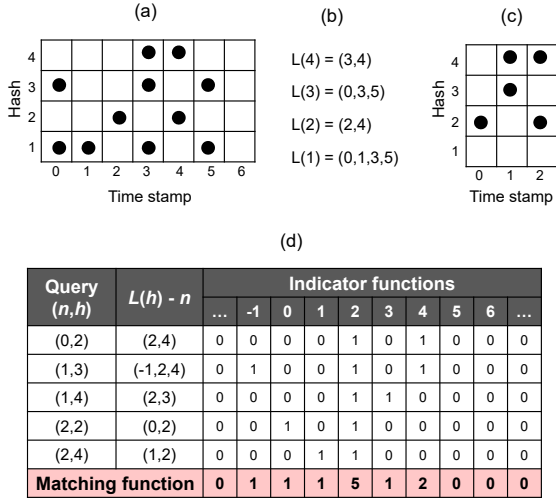 (a)
4
3
2
1
Hash
0 1 2 3 4 5 6
Time stamp
(b)
L(4) = (3,4)
L(3) = (0,3,5)
L(2) = (2,4)
L(1) = (0,1,3,5)
(c)
4
3
2
1
Hash
0 1 2
Time stamp
(d)
Query (n,h) L(h) - n Indicator functions
... -1 0 1 2 3 4 5 6 ...
(0,2) (2,4) 0 0 0 0 1 0 1 0 0 0
(1,3) (-1,2,4) 0 1 0 0 1 0 1 0 0 0
(1,4) (2,3) 0 0 0 0 1 1 0 0 0 0
(2,2) (0,2) 0 0 1 0 1 0 0 0 0 0
(2,4) (1,2) 0 0 0 1 1 0 0 0 0 0
Matching function 0 1 1 1 5 1 2 0 0 0